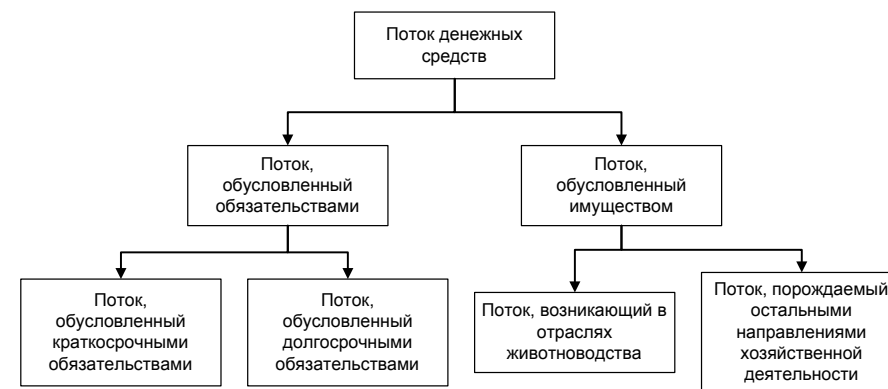 Поток денежных
средств
Поток,
обусловленный
обязательствами
Поток,
обусловленный
имуществом
Поток,
обусловленный
краткосрочными
обязательствами
Поток,
обусловленный
долгосрочными
обязательствами
Поток, возникающий в
отраслях
животноводства
Поток, порождаемый
остальными
направлениями
хозяйственной
деятельности